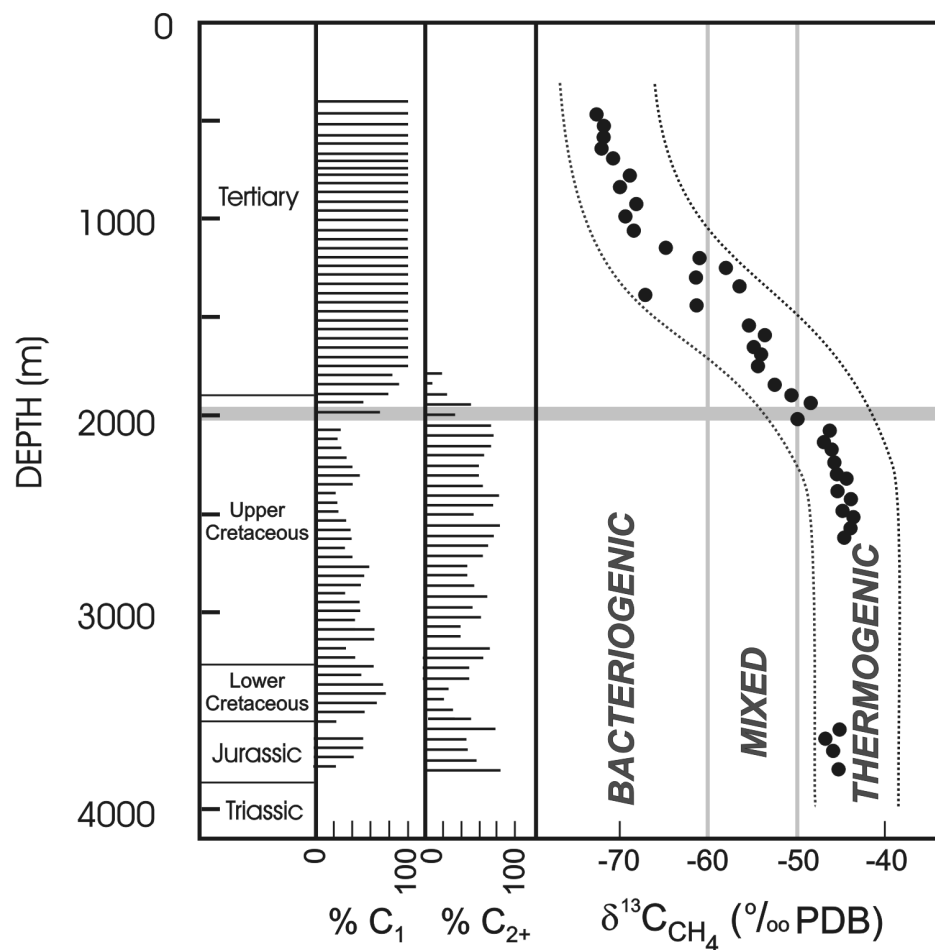 0
1000
2000
3000
4000
DEPTH (m)
Tertiary
Upper
Cretaceous
Lower
Cretaceous
Jurassic
Triassic
BACTERIOGENIC
MIXED
THERMOGENIC
0 100 0 100 -70 -60 -50 -40
% C₁ % C₂₊ δ¹³C_CH₄ (‰ PDB)